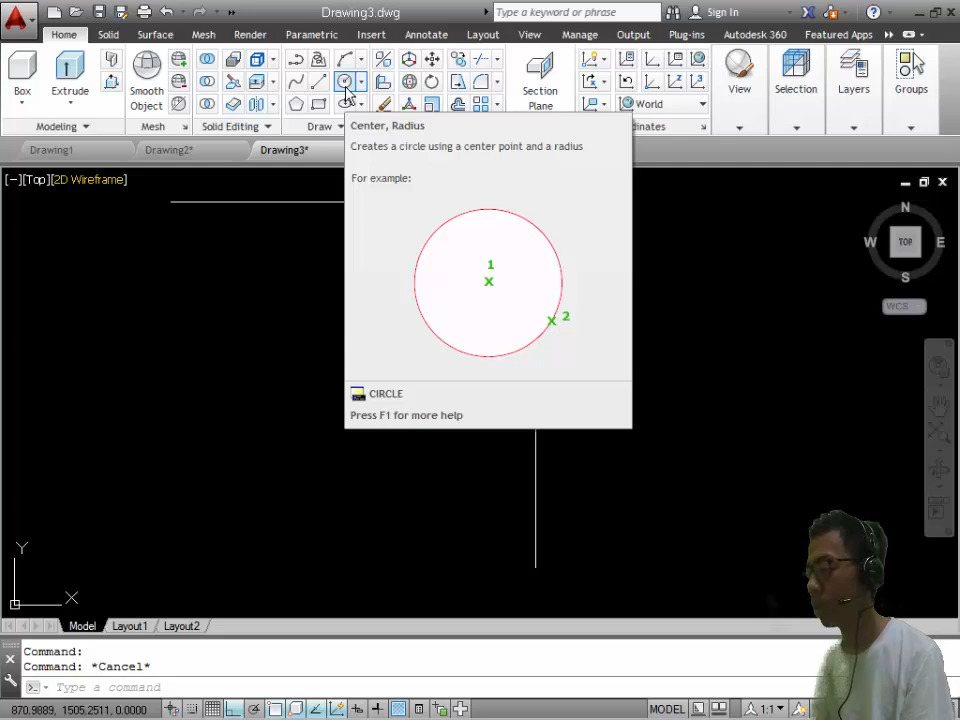 Drawing3.dwg
Type a keyword or phrase
Sign In
Home Solid Surface Mesh Render Parametric Insert Annotate Layout View Manage Output Plug-ins Autodesk 360 Featured Apps
Box
Extrude
Smooth
Object
Section
Plane
World
View
Selection
Layers
Groups
Modeling
Mesh
Solid Editing
Draw
dinates
Drawing1
Drawing2*
Drawing3*
Center, Radius
Creates a circle using a center point and a radius
For example:
1
2
CIRCLE
Press F1 for more help
[−][Top][2D Wireframe]
N
W TOP E
S
WCS
Y
X
Model Layout1 Layout2
Command:
Command: *Cancel*
Type a command
870.9889, 1505.2511, 0.0000
MODEL
1:1